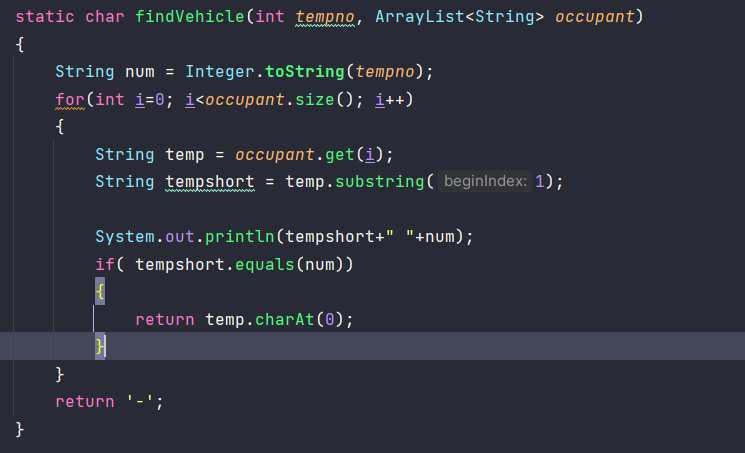 static char findVehicle(int tempno, ArrayList<String> occupant)
{
String num = Integer.toString(tempno);
for(int i=0; i<occupant.size(); i++)
{
String temp = occupant.get(i);
String tempshort = temp.substring( beginIndex: 1);
System.out.println(tempshort+" "+num);
if( tempshort.equals(num))
{
return temp.charAt(0);
}
}
return '-';
}